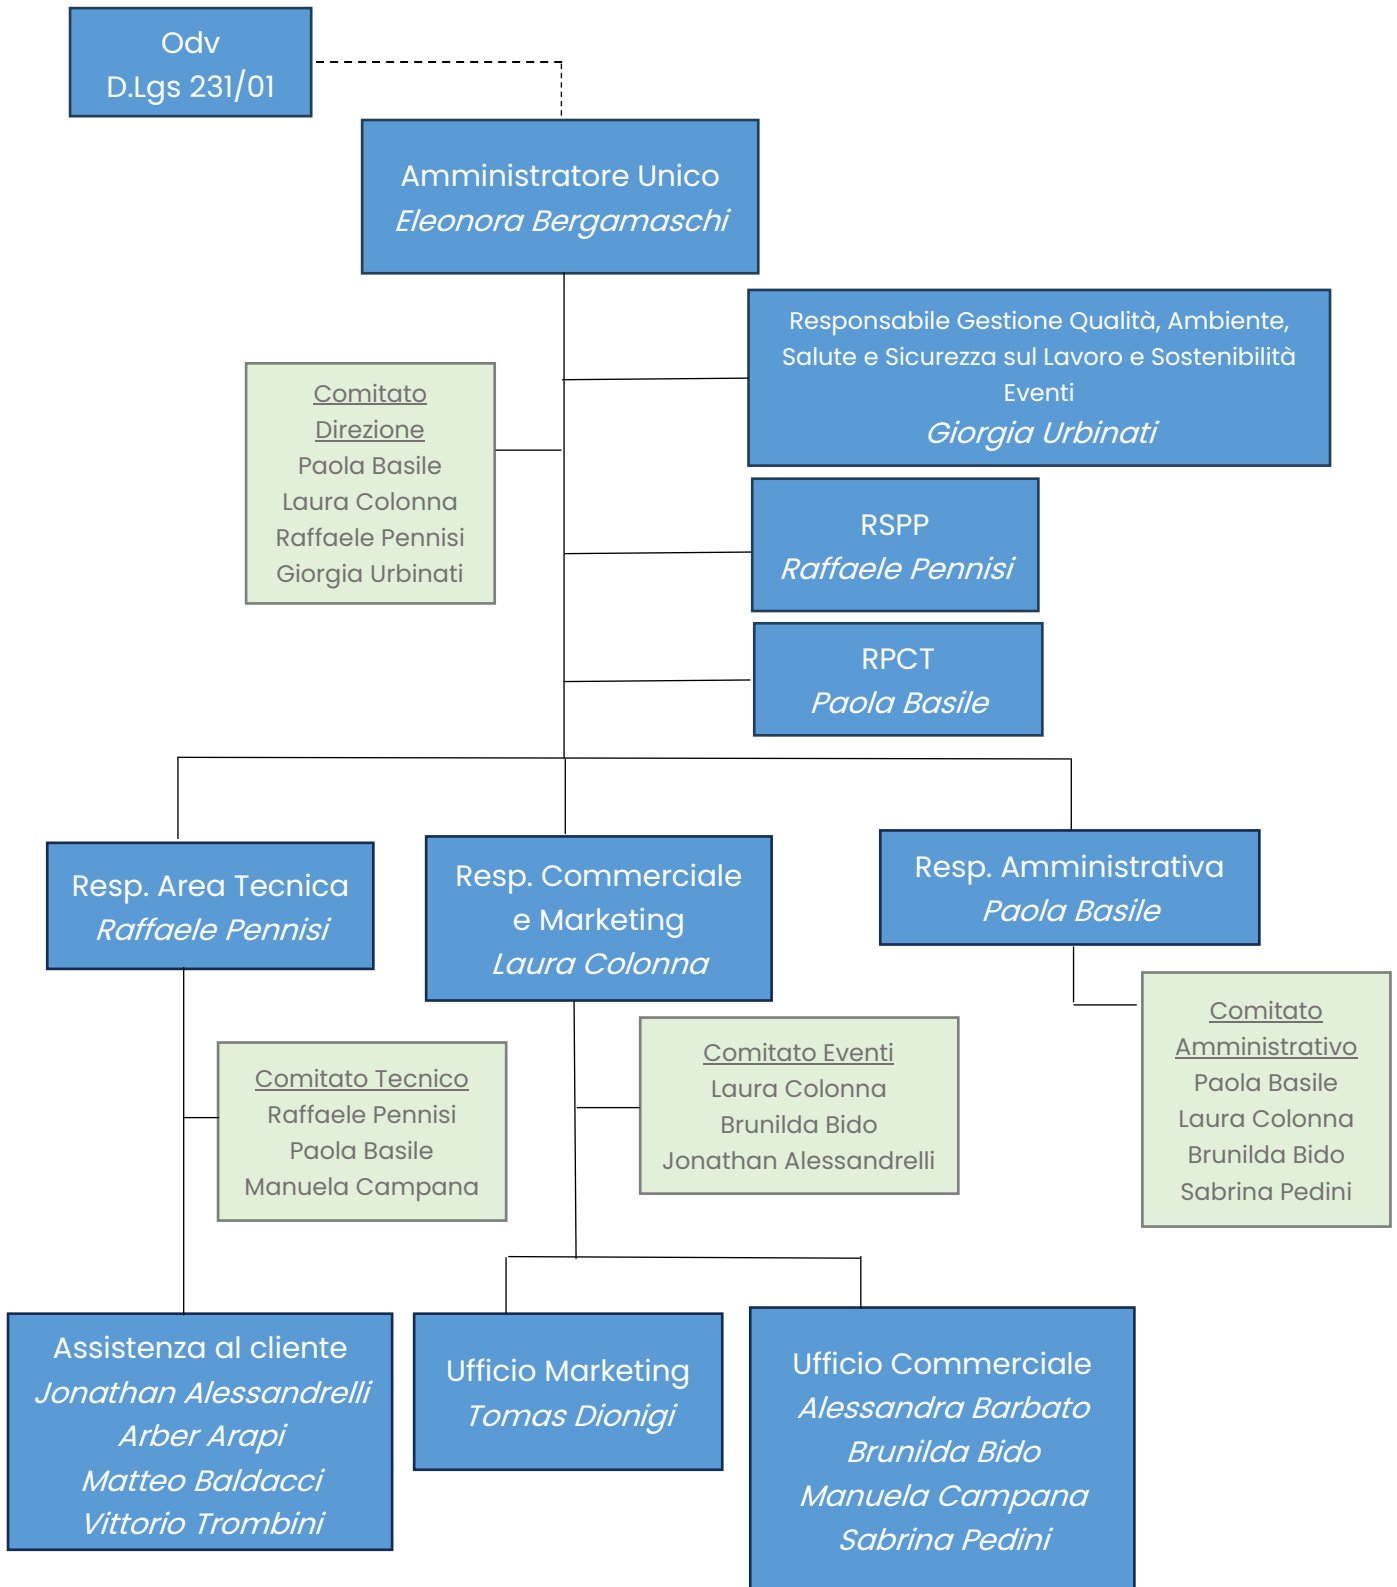 Odv
D.Lgs 231/01
Amministratore Unico
Eleonora Bergamaschi
Responsabile Gestione Qualità, Ambiente,
Salute e Sicurezza sul Lavoro e Sostenibilità
Eventi
Giorgia Urbinati
Comitato
Direzione
Paola Basile
Laura Colonna
Raffaele Pennisi
Giorgia Urbinati
RSPP
Raffaele Pennisi
RPCT
Paola Basile
Resp. Area Tecnica
Raffaele Pennisi
Resp. Commerciale
e Marketing
Laura Colonna
Resp. Amministrativa
Paola Basile
Comitato Tecnico
Raffaele Pennisi
Paola Basile
Manuela Campana
Comitato Eventi
Laura Colonna
Brunilda Bido
Jonathan Alessandrelli
Comitato
Amministrativo
Paola Basile
Laura Colonna
Brunilda Bido
Sabrina Pedini
Assistenza al cliente
Jonathan Alessandrelli
Arber Arapi
Matteo Baldacci
Vittorio Trombini
Ufficio Marketing
Tomas Dionigi
Ufficio Commerciale
Alessandra Barbato
Brunilda Bido
Manuela Campana
Sabrina Pedini